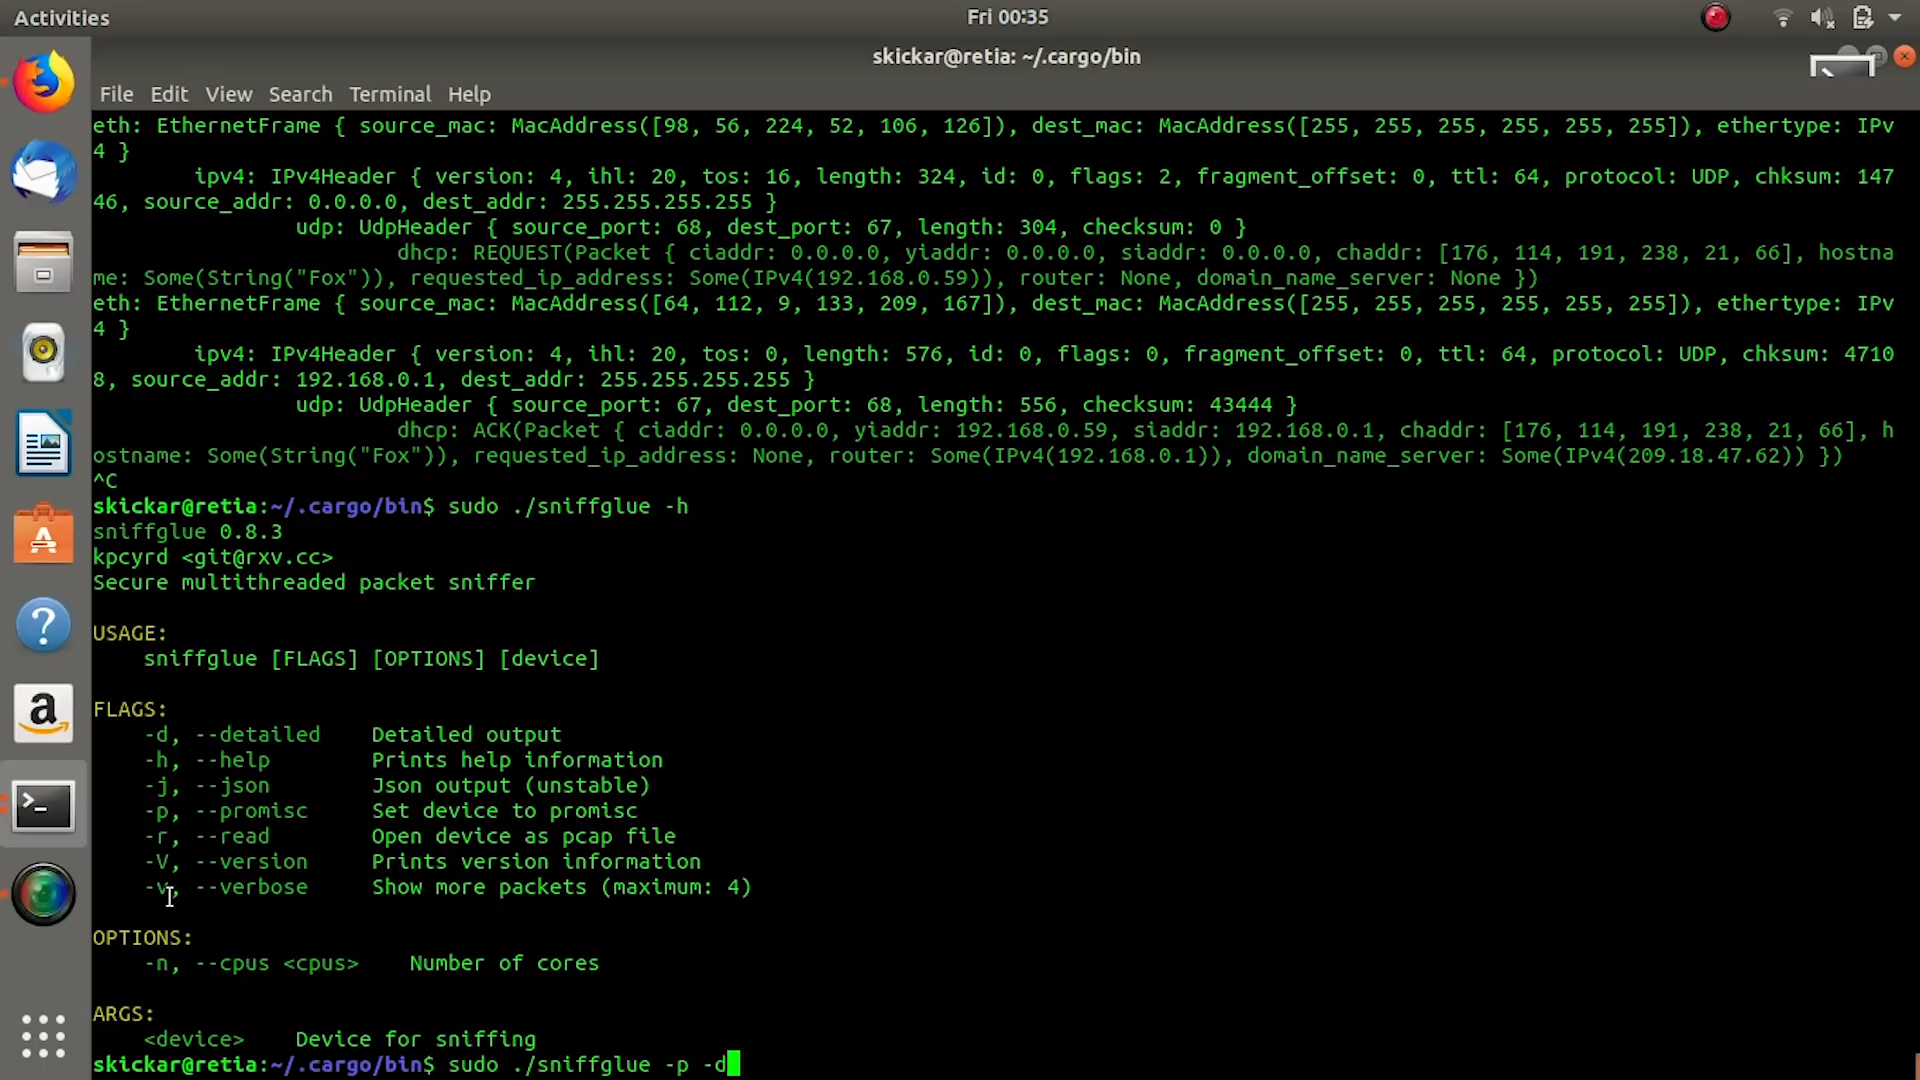 Activities
Fri 00:35
skickar@retia: ~/.cargo/bin
File Edit View Search Terminal Help
eth: EthernetFrame { source_mac: MacAddress([98, 56, 224, 52, 106, 126]), dest_mac: MacAddress([255, 255, 255, 255, 255, 255]), ethertype: IPv
4 }
ipv4: IPv4Header { version: 4, ihl: 20, tos: 16, length: 324, id: 0, flags: 2, fragment_offset: 0, ttl: 64, protocol: UDP, chksum: 147
46, source_addr: 0.0.0.0, dest_addr: 255.255.255.255 }
udp: UdpHeader { source_port: 68, dest_port: 67, length: 304, checksum: 0 }
dhcp: REQUEST(Packet { ciaddr: 0.0.0.0, yiaddr: 0.0.0.0, siaddr: 0.0.0.0, chaddr: [176, 114, 191, 238, 21, 66], hostna
me: Some(String("Fox")), requested_ip_address: Some(IPv4(192.168.0.59)), router: None, domain_name_server: None })
eth: EthernetFrame { source_mac: MacAddress([64, 112, 9, 133, 209, 167]), dest_mac: MacAddress([255, 255, 255, 255, 255, 255]), ethertype: IPv
4 }
ipv4: IPv4Header { version: 4, ihl: 20, tos: 0, length: 576, id: 0, flags: 0, fragment_offset: 0, ttl: 64, protocol: UDP, chksum: 4710
8, source_addr: 192.168.0.1, dest_addr: 255.255.255.255 }
udp: UdpHeader { source_port: 67, dest_port: 68, length: 556, checksum: 43444 }
dhcp: ACK(Packet { ciaddr: 0.0.0.0, yiaddr: 192.168.0.59, siaddr: 192.168.0.1, chaddr: [176, 114, 191, 238, 21, 66], h
ostname: Some(String("Fox")), requested_ip_address: None, router: Some(IPv4(192.168.0.1)), domain_name_server: Some(IPv4(209.18.47.62)) })
^C
skickar@retia:~/.cargo/bin$ sudo ./sniffglue -h
sniffglue 0.8.3
kpcyrd <git@rxv.cc>
Secure multithreaded packet sniffer
USAGE:
sniffglue [FLAGS] [OPTIONS] [device]
FLAGS:
-d, --detailed Detailed output
-h, --help Prints help information
-j, --json Json output (unstable)
-p, --promisc Set device to promisc
-r, --read Open device as pcap file
-V, --version Prints version information
-v, --verbose Show more packets (maximum: 4)
OPTIONS:
-n, --cpus <cpus> Number of cores
ARGS:
<device> Device for sniffing
skickar@retia:~/.cargo/bin$ sudo ./sniffglue -p -d